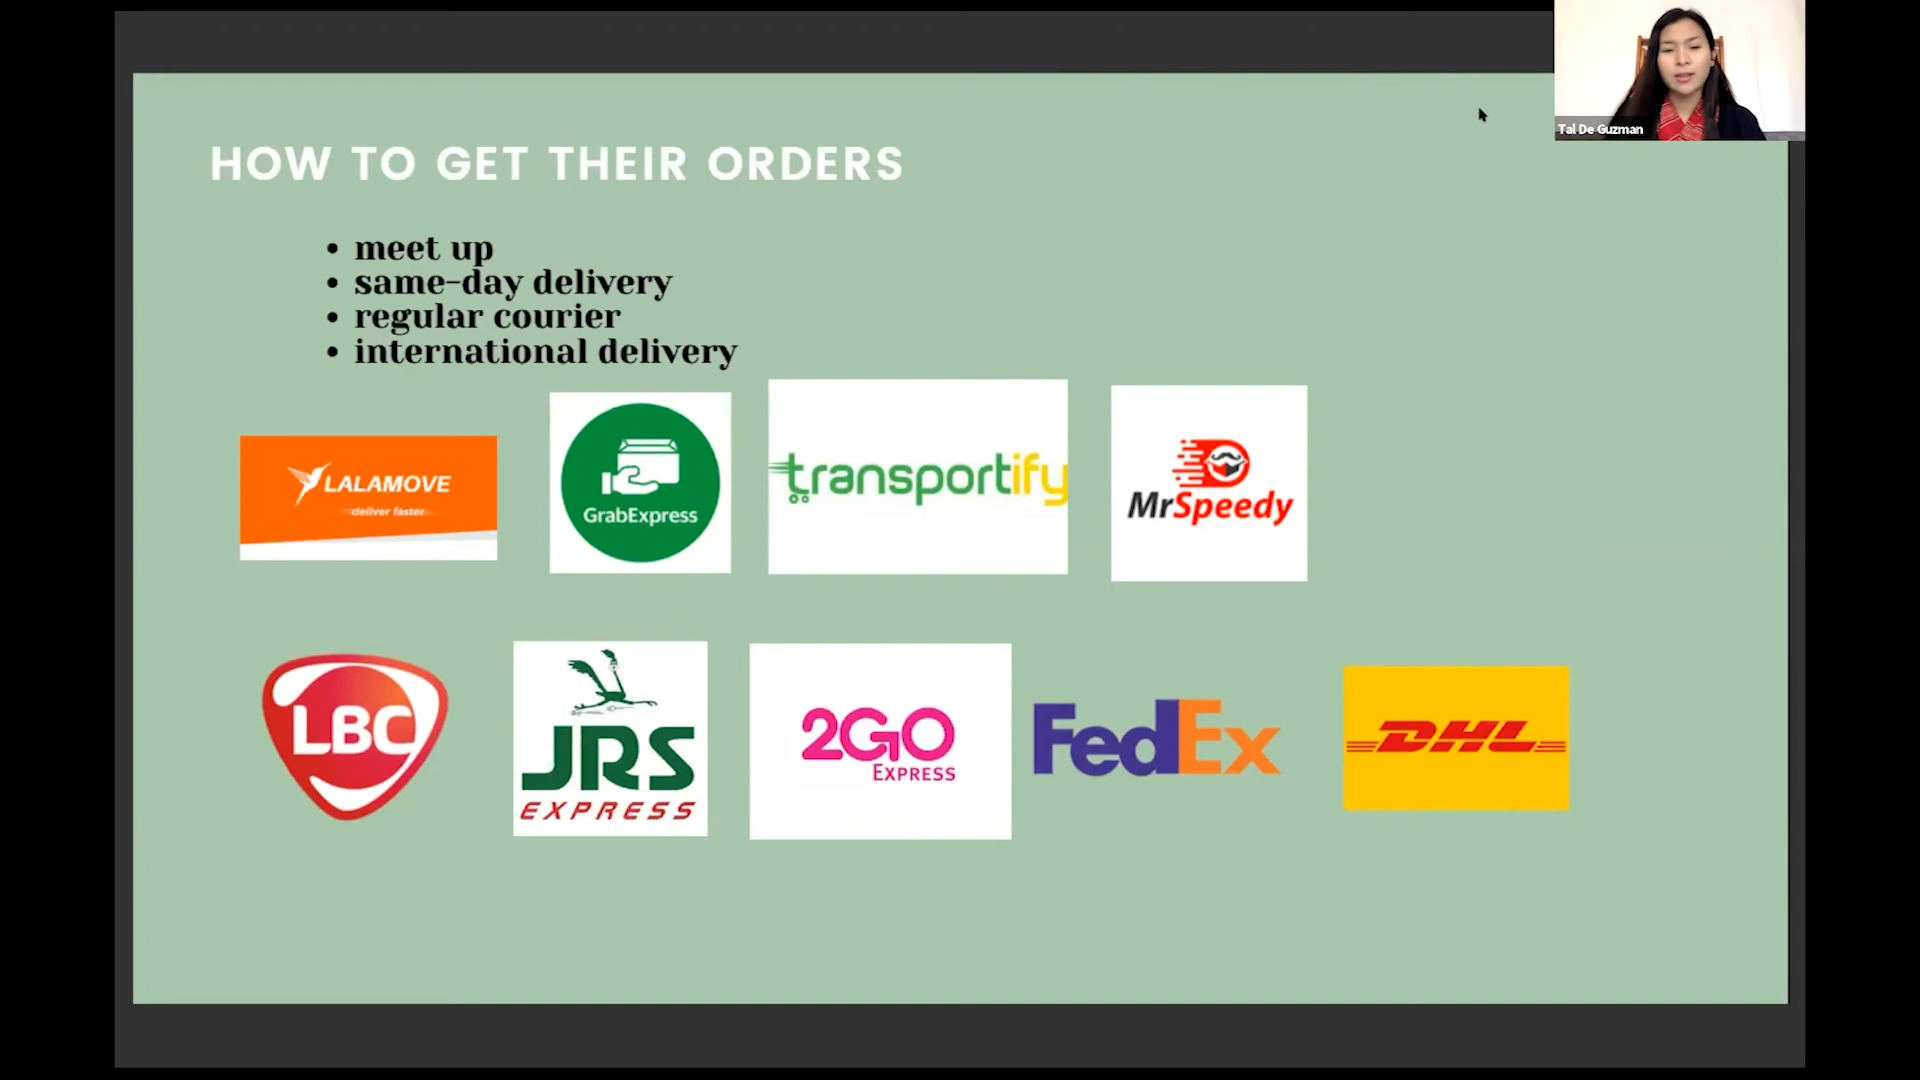 HOW TO GET THEIR ORDERS
Tal De Guzman
• meet up
• same-day delivery
• regular courier
• international delivery
LALAMOVE
deliver faster
GrabExpress
transportify
MrSpeedy
LBC
JRS
EXPRESS
2GO
EXPRESS
FedEx
DHL